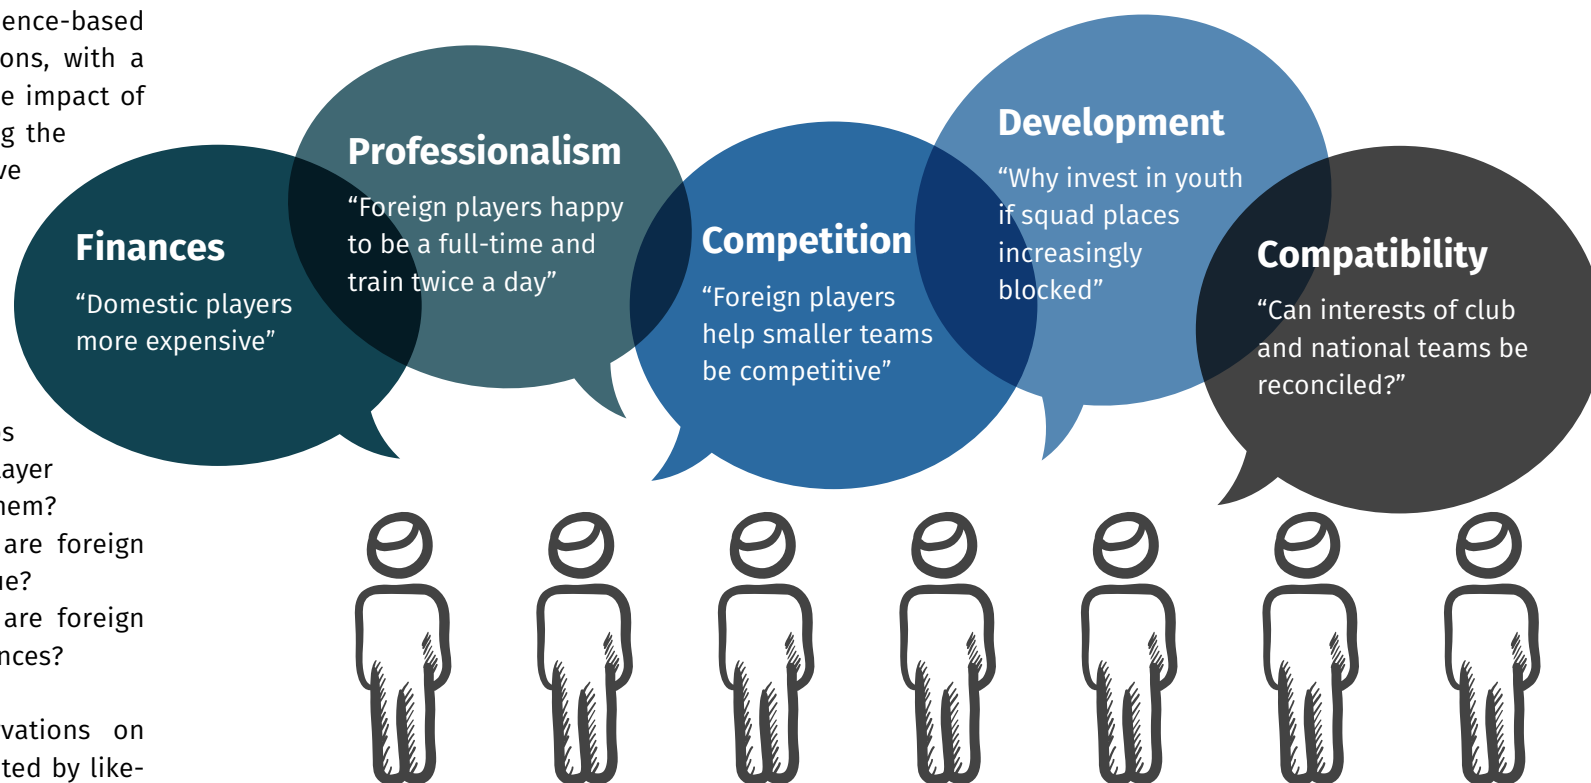 ence-based
ons, with a
e impact of
g the
ve
s
ayer
nem?
are foreign
ue?
are foreign
nces?
vations on
ted by like-
Finances
“Domestic players
more expensive”
Professionalism
“Foreign players happy
to be a full-time and
train twice a day”
Competition
“Foreign players
help smaller teams
be competitive”
Development
“Why invest in youth
if squad places
increasingly
blocked”
Compatibility
“Can interests of club
and national teams be
reconciled?”